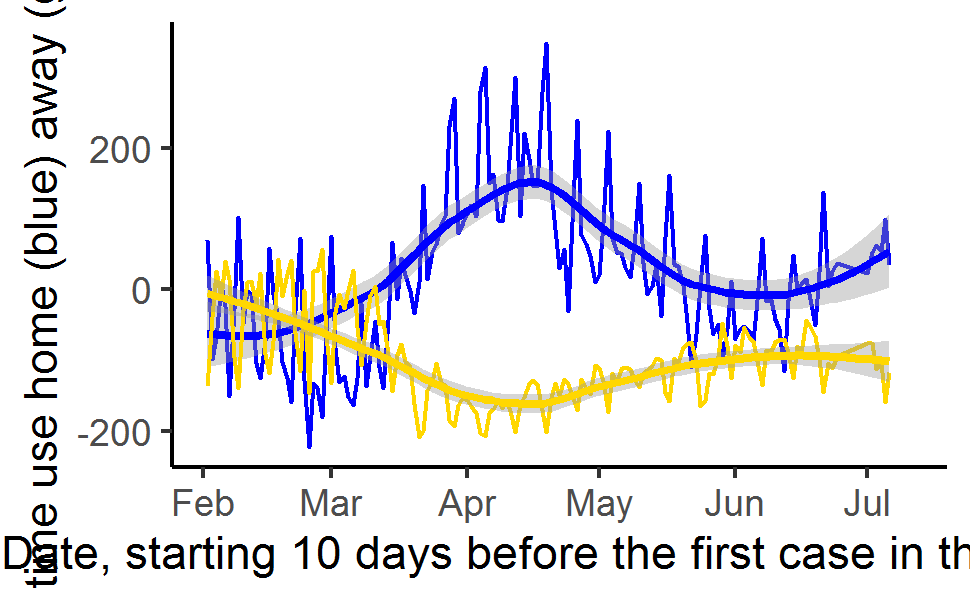 time use home (blue) away (
200
0
-200
Feb Mar Apr May Jun Jul
Date, starting 10 days before the first case in th